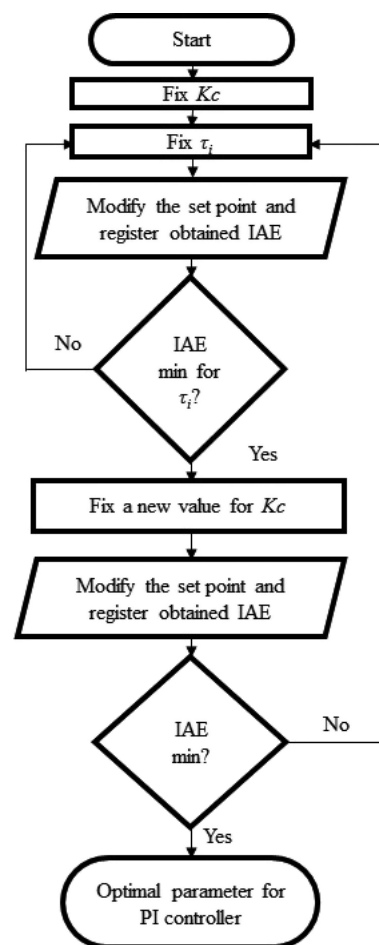 Start
Fix Kc
Fix τi
Modify the set point and
register obtained IAE
No
IAE
min for
τi?
Yes
Fix a new value for Kc
Modify the set point and
register obtained IAE
No
IAE
min?
Yes
Optimal parameter for
PI controller